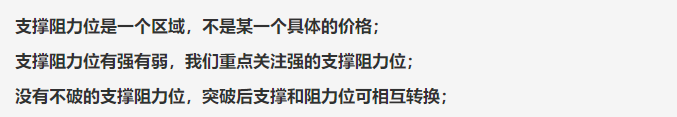 支撑阻力位是一个区域，不是某一个具体的价格；
支撑阻力位有强有弱，我们重点关注强的支撑阻力位；
没有不破的支撑阻力位，突破后支撑和阻力位可相互转换；